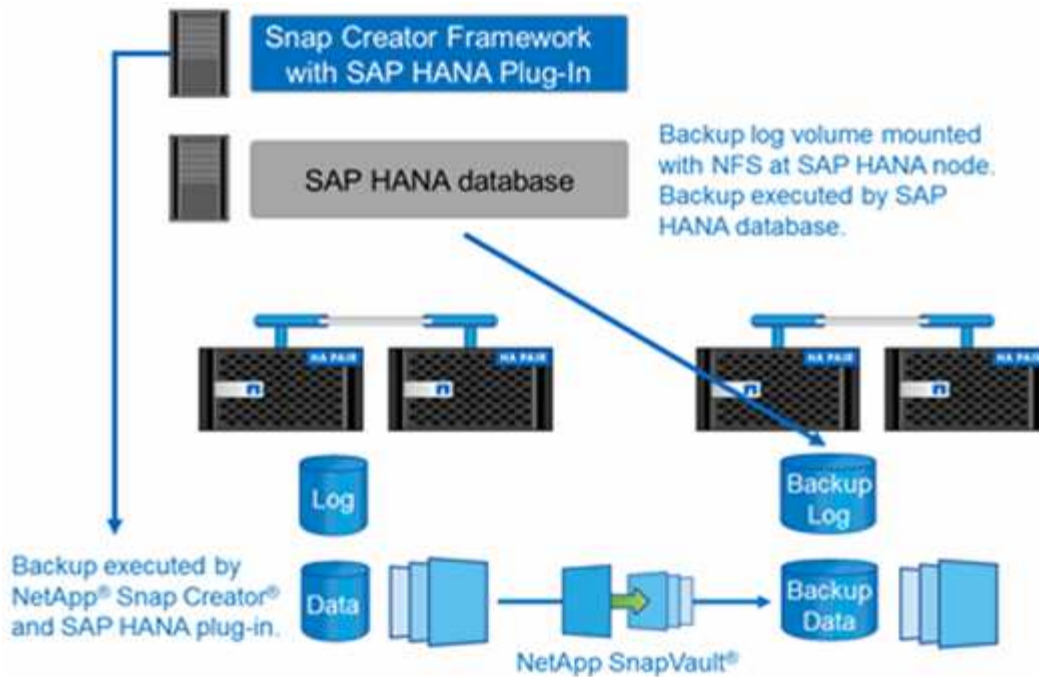 Snap Creator Framework
with SAP HANA Plug-In
SAP HANA database
Backup log volume mounted
with NFS at SAP HANA node.
Backup executed by SAP
HANA database.
HA PAIR
HA PAIR
HA PAIR
HA PAIR
Log
Backup
Log
Backup executed by
NetApp® Snap Creator®
and SAP HANA plug-in.
Data
Backup
Data
NetApp SnapVault®